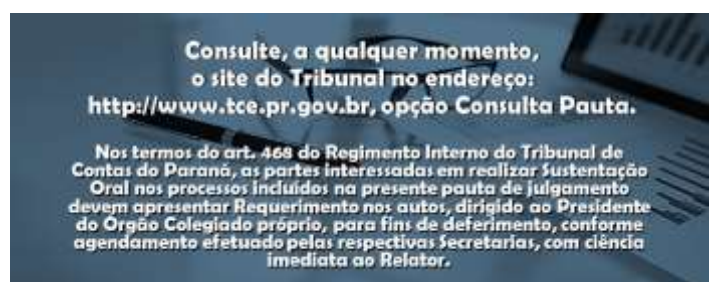 Consulte, a qualquer momento,
o site do Tribunal no endereço:
http://www.tce.pr.gov.br, opção Consulta Pauta.
Nos termos do art. 468 do Regimento Interno do Tribunal de
Contas do Paraná, as partes interessadas em realizar Sustentação
Oral nos processos incluídos na presente pauta de julgamento
devem apresentar Requerimento nos autos, dirigido ao Presidente
do Órgão Colegiado próprio, para fins de deferimento, conforme
agendamento efetuado pelas respectivas Secretarias, com ciência
imediata ao Relator.